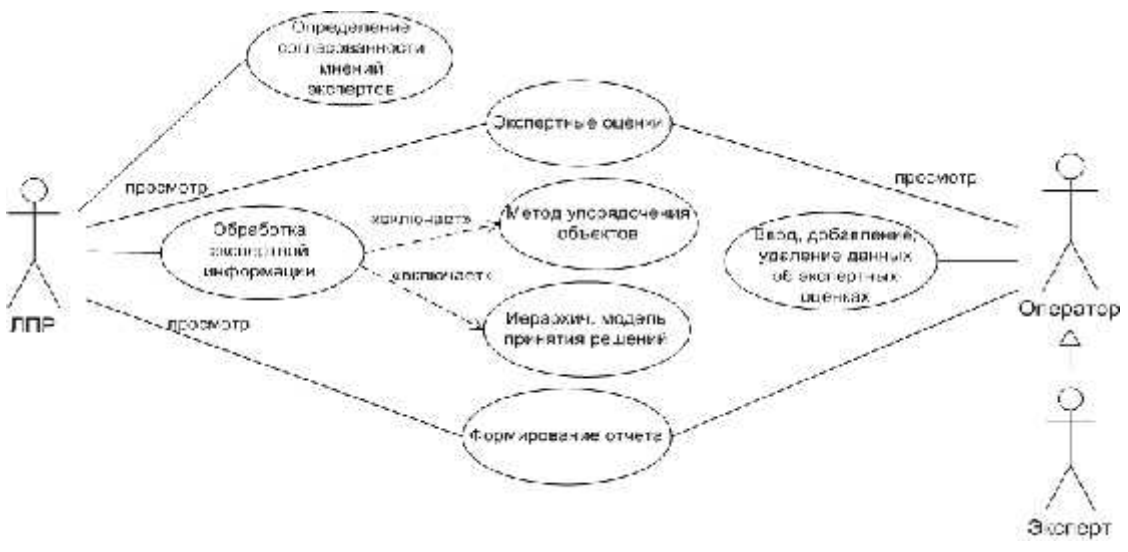 Определение
согласованности
мнений
экспертов
Экспертные оценки
просмотр
просмотр
Обработка
экспертной
информации
«включает»
Метод упорядочения
объектов
Ввод, добавление,
удаление данных
об экспертных
оценках
«включает»
ЛПР
Оператор
просмотр
Иерархич. модель
принятия решений
Формирование отчета
Эксперт